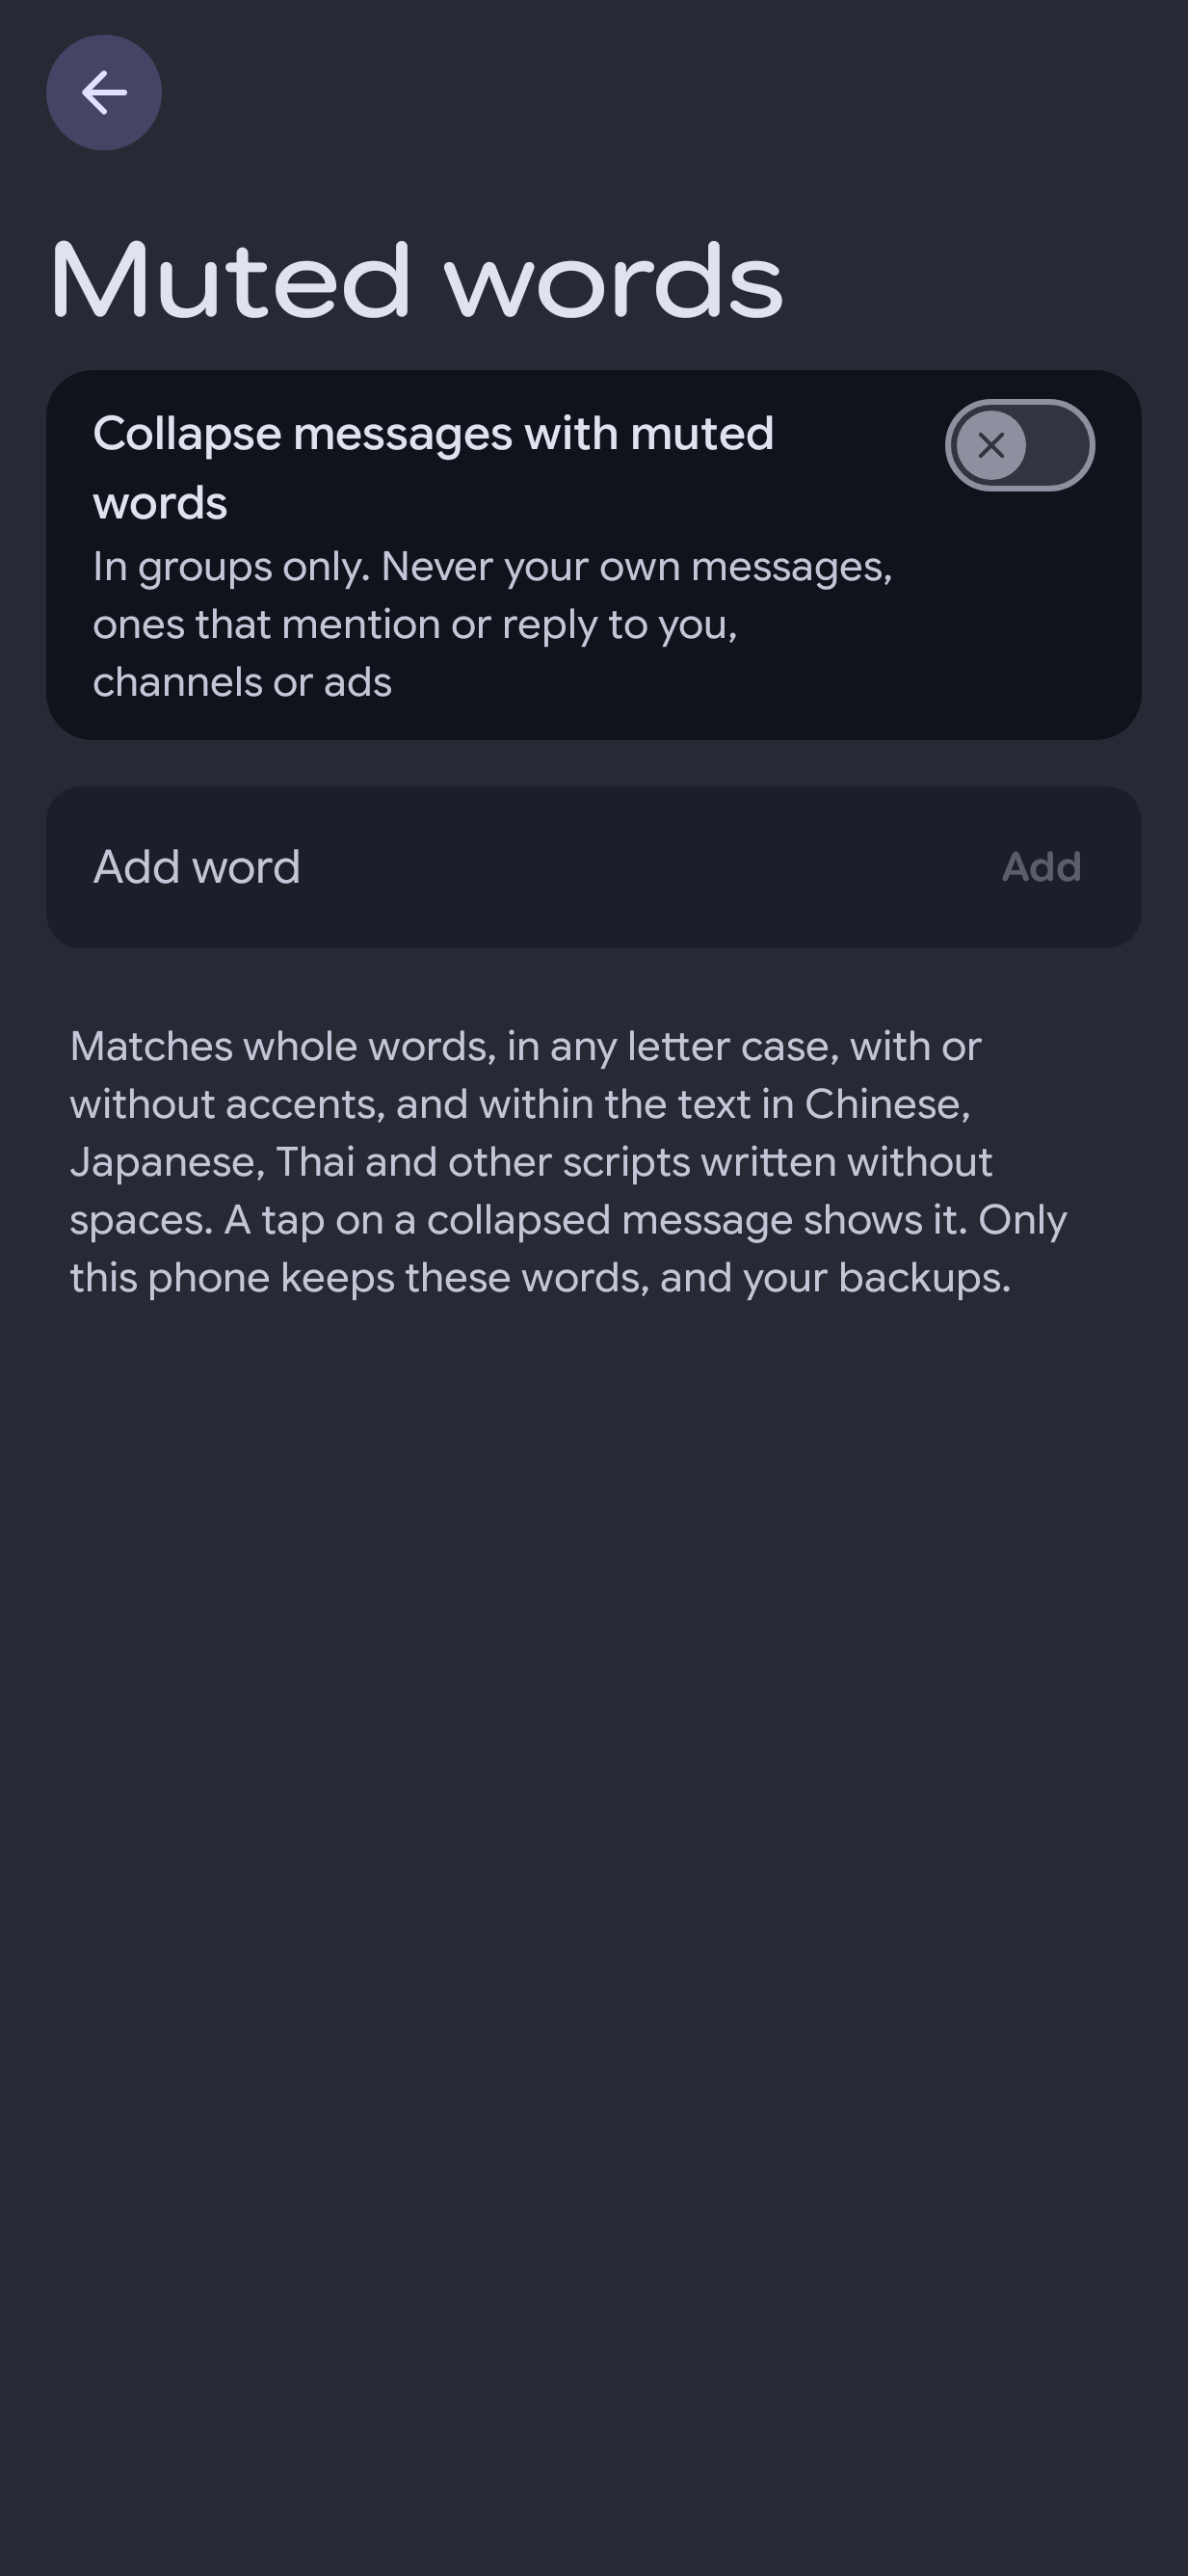 Muted words
Collapse messages with muted
words
In groups only. Never your own messages,
ones that mention or reply to you,
channels or ads
Add word
Add
Matches whole words, in any letter case, with or
without accents, and within the text in Chinese,
Japanese, Thai and other scripts written without
spaces. A tap on a collapsed message shows it. Only
this phone keeps these words, and your backups.